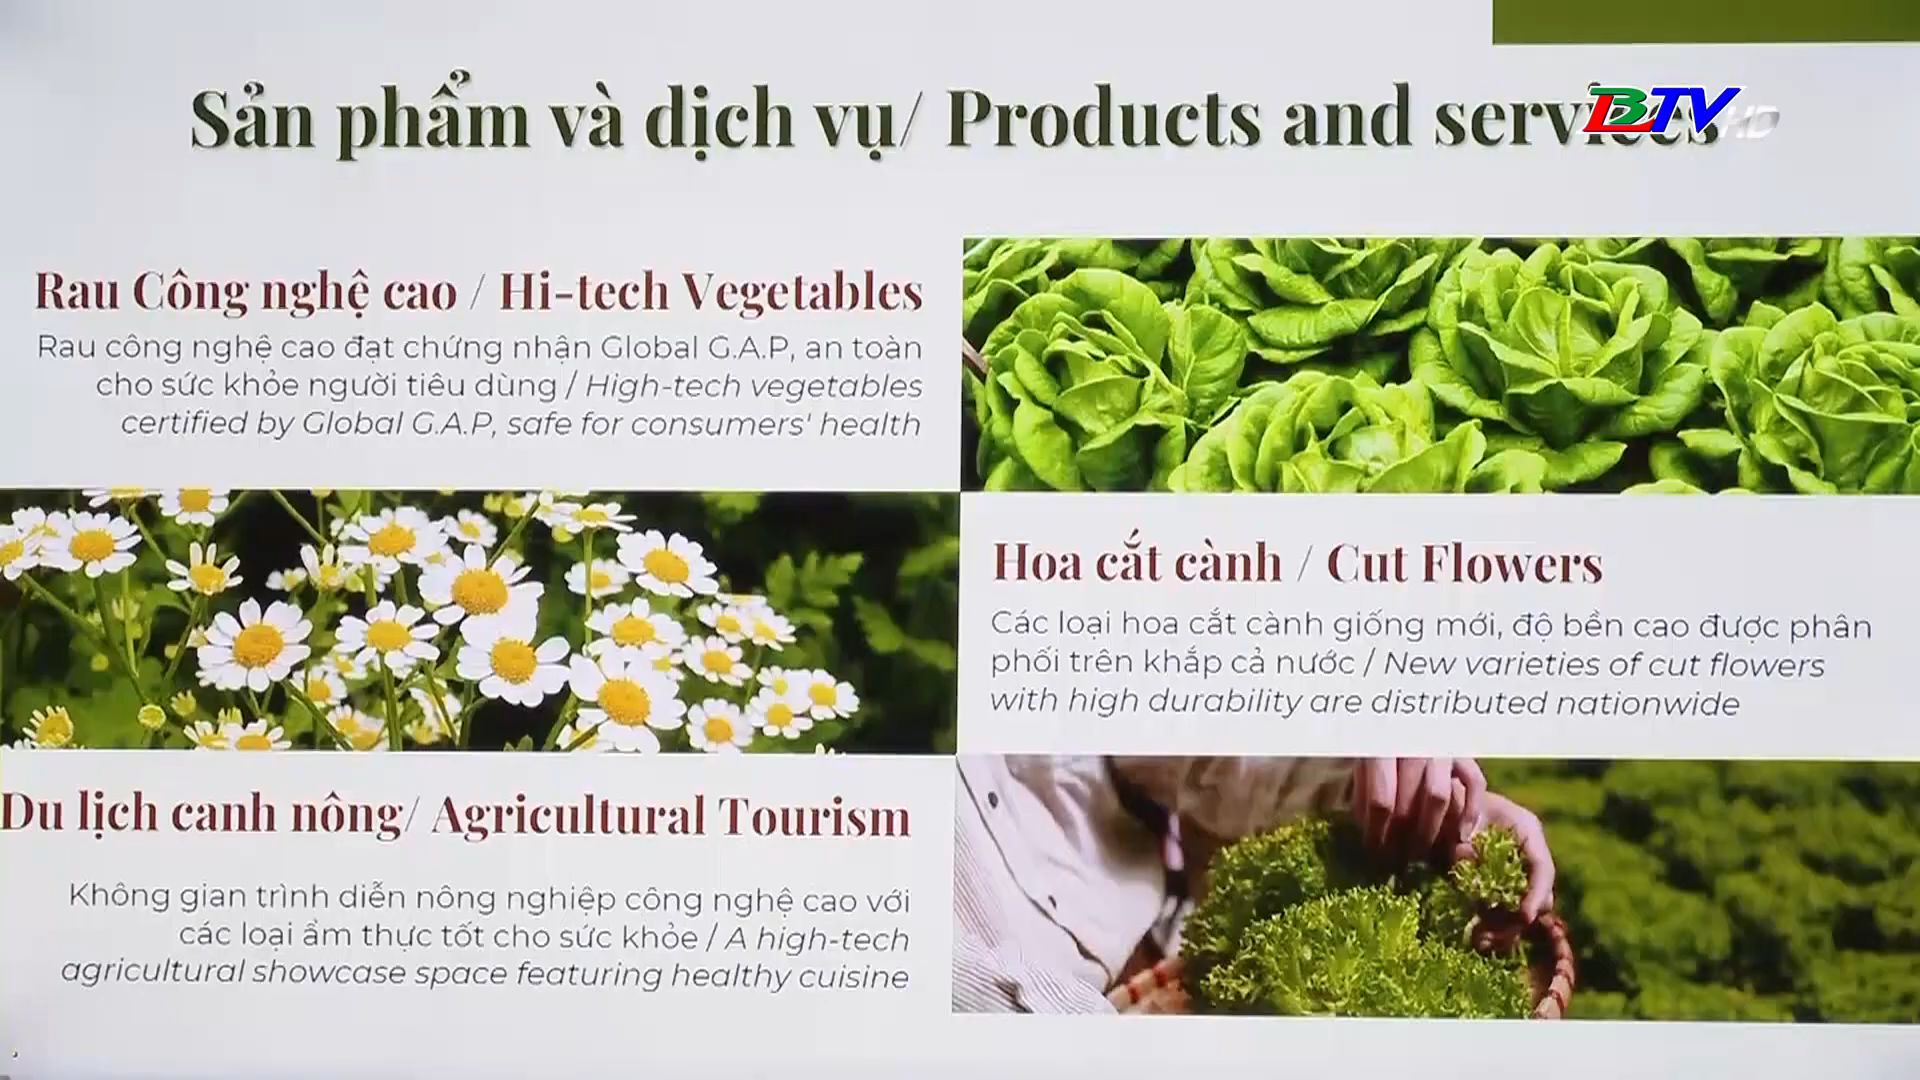 Sản phẩm và dịch vụ/ Products and services
BTV HD
Rau Công nghệ cao / Hi-tech Vegetables
Rau công nghệ cao đạt chứng nhận Global G.A.P, an toàn
cho sức khỏe người tiêu dùng / High-tech vegetables
certified by Global G.A.P, safe for consumers' health
Hoa cắt cành / Cut Flowers
Các loại hoa cắt cành giống mới, độ bền cao được phân
phối trên khắp cả nước / New varieties of cut flowers
with high durability are distributed nationwide
Du lịch canh nông/ Agricultural Tourism
Không gian trình diễn nông nghiệp công nghệ cao với
các loại ẩm thực tốt cho sức khỏe / A high-tech
agricultural showcase space featuring healthy cuisine